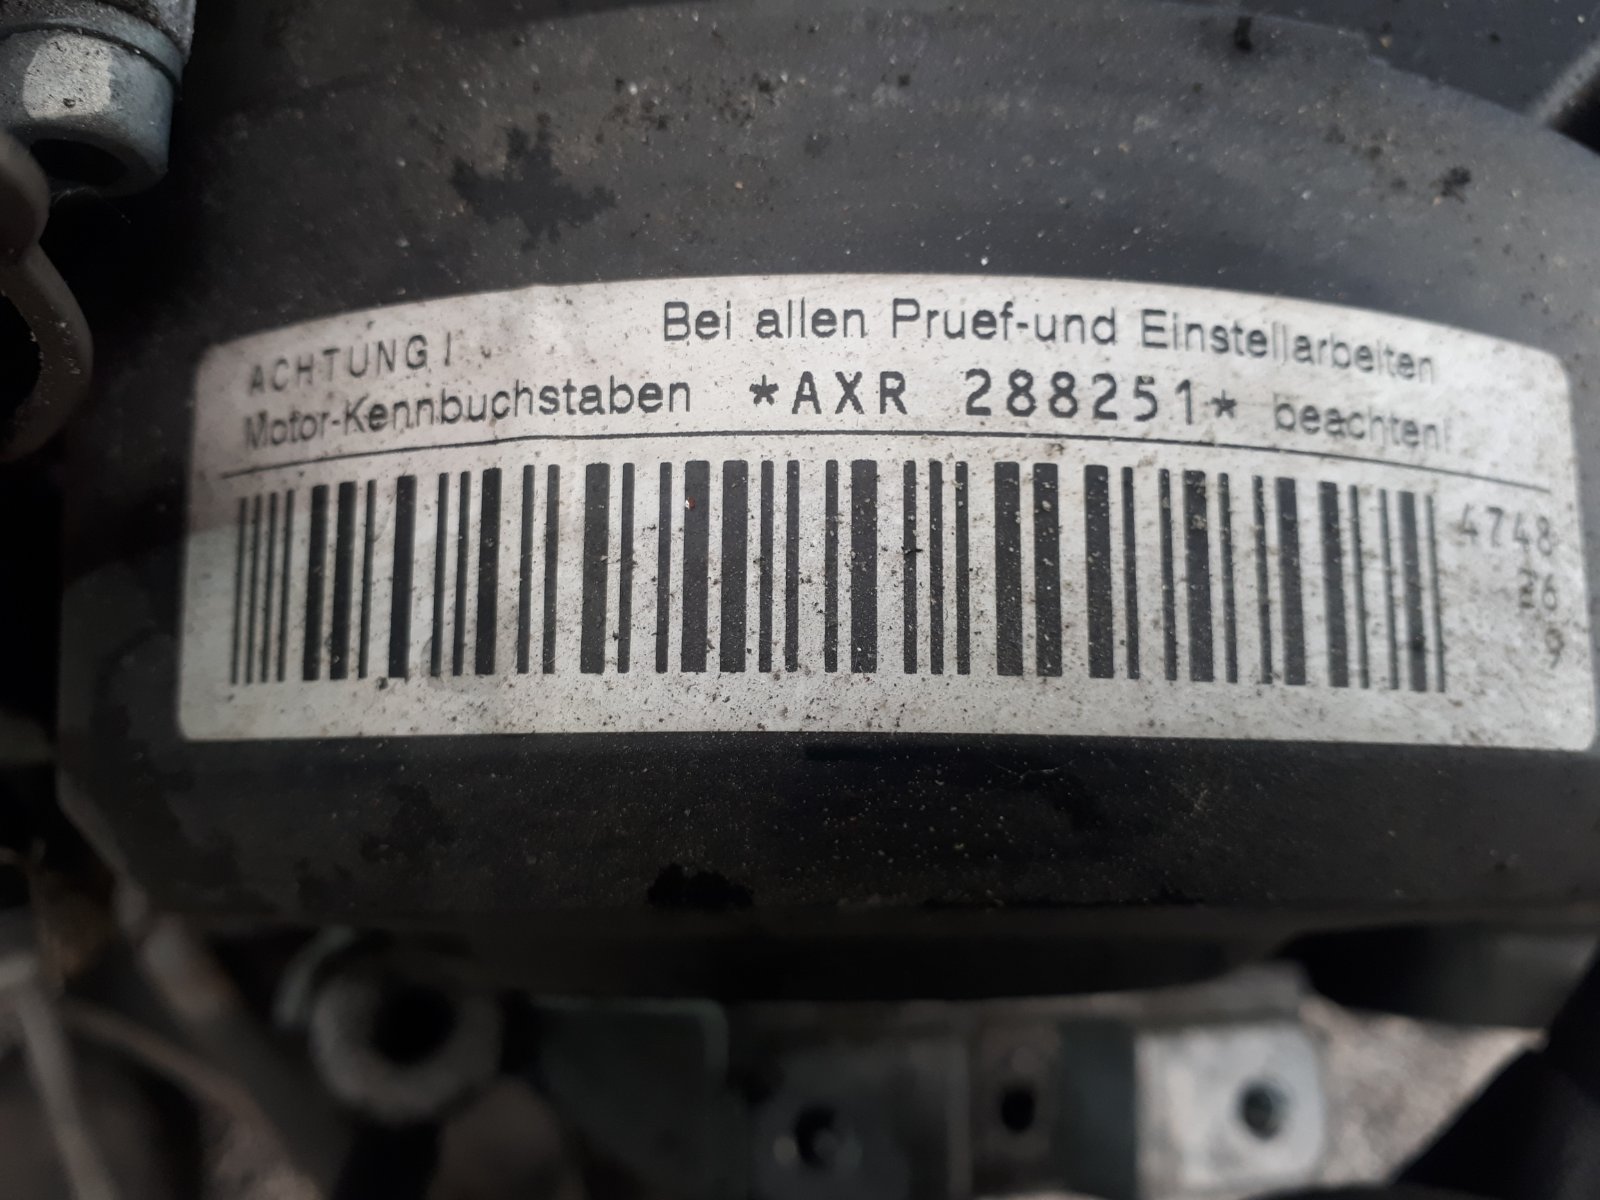 ACHTUNG! Bei allen Pruef-und Einstellarbeiten
Motor-Kennbuchstaben *AXR 288251* beachten!
4748
26
9